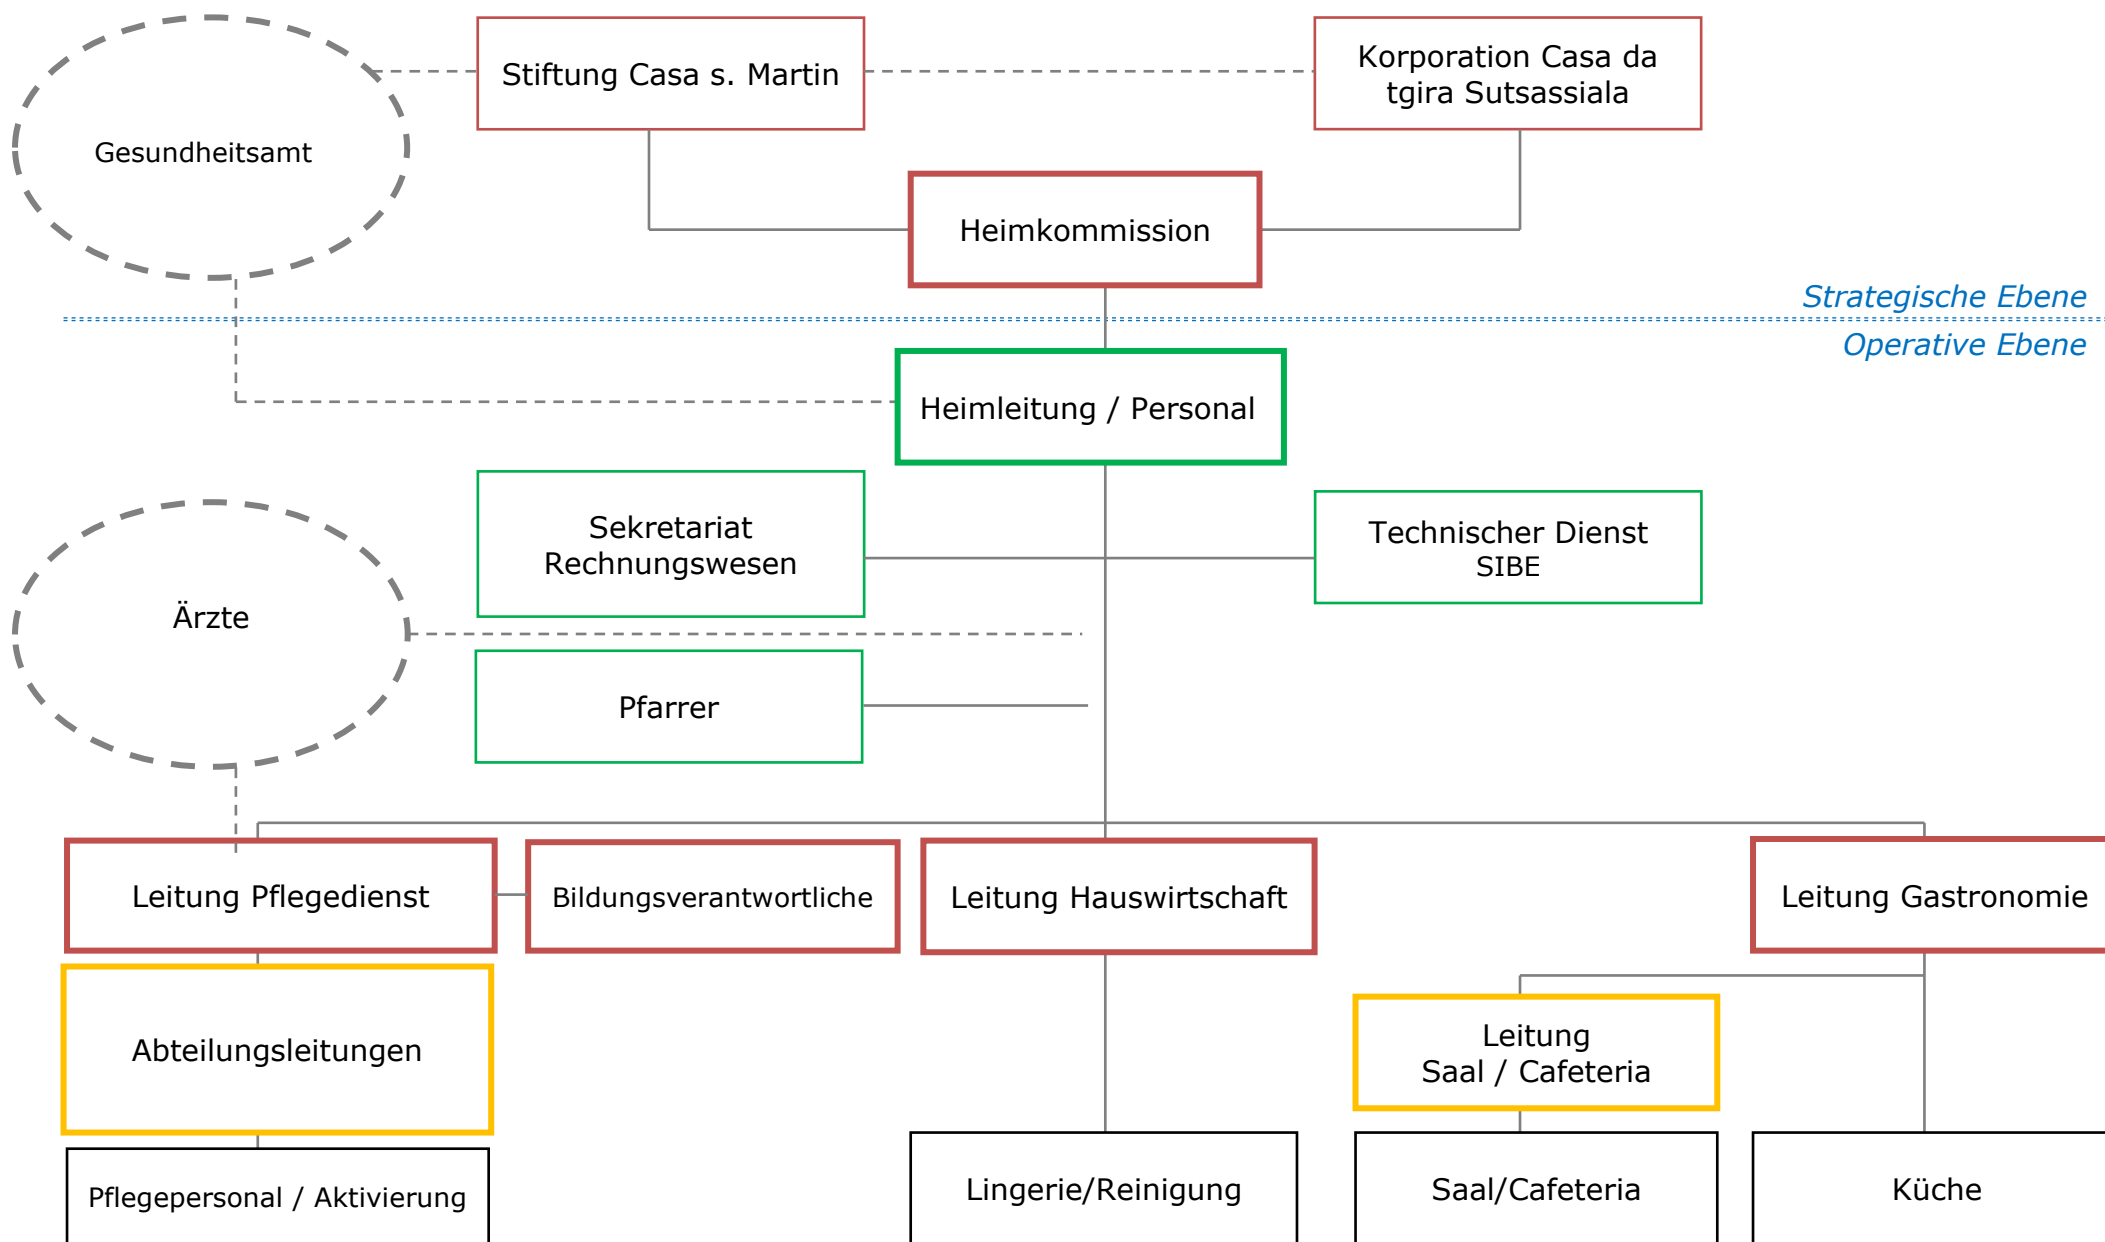 Stiftung Casa s. Martin
Korporation Casa da
tgira Sutsassiala
Gesundheitsamt
Heimkommission
Strategische Ebene
Operative Ebene
Heimleitung / Personal
Sekretariat
Rechnungswesen
Technischer Dienst
SIBE
Ärzte
Pfarrer
Leitung Pflegedienst
Bildungsverantwortliche
Leitung Hauswirtschaft
Leitung Gastronomie
Abteilungsleitungen
Leitung
Saal / Cafeteria
Pflegepersonal / Aktivierung
Lingerie/Reinigung
Saal/Cafeteria
Küche